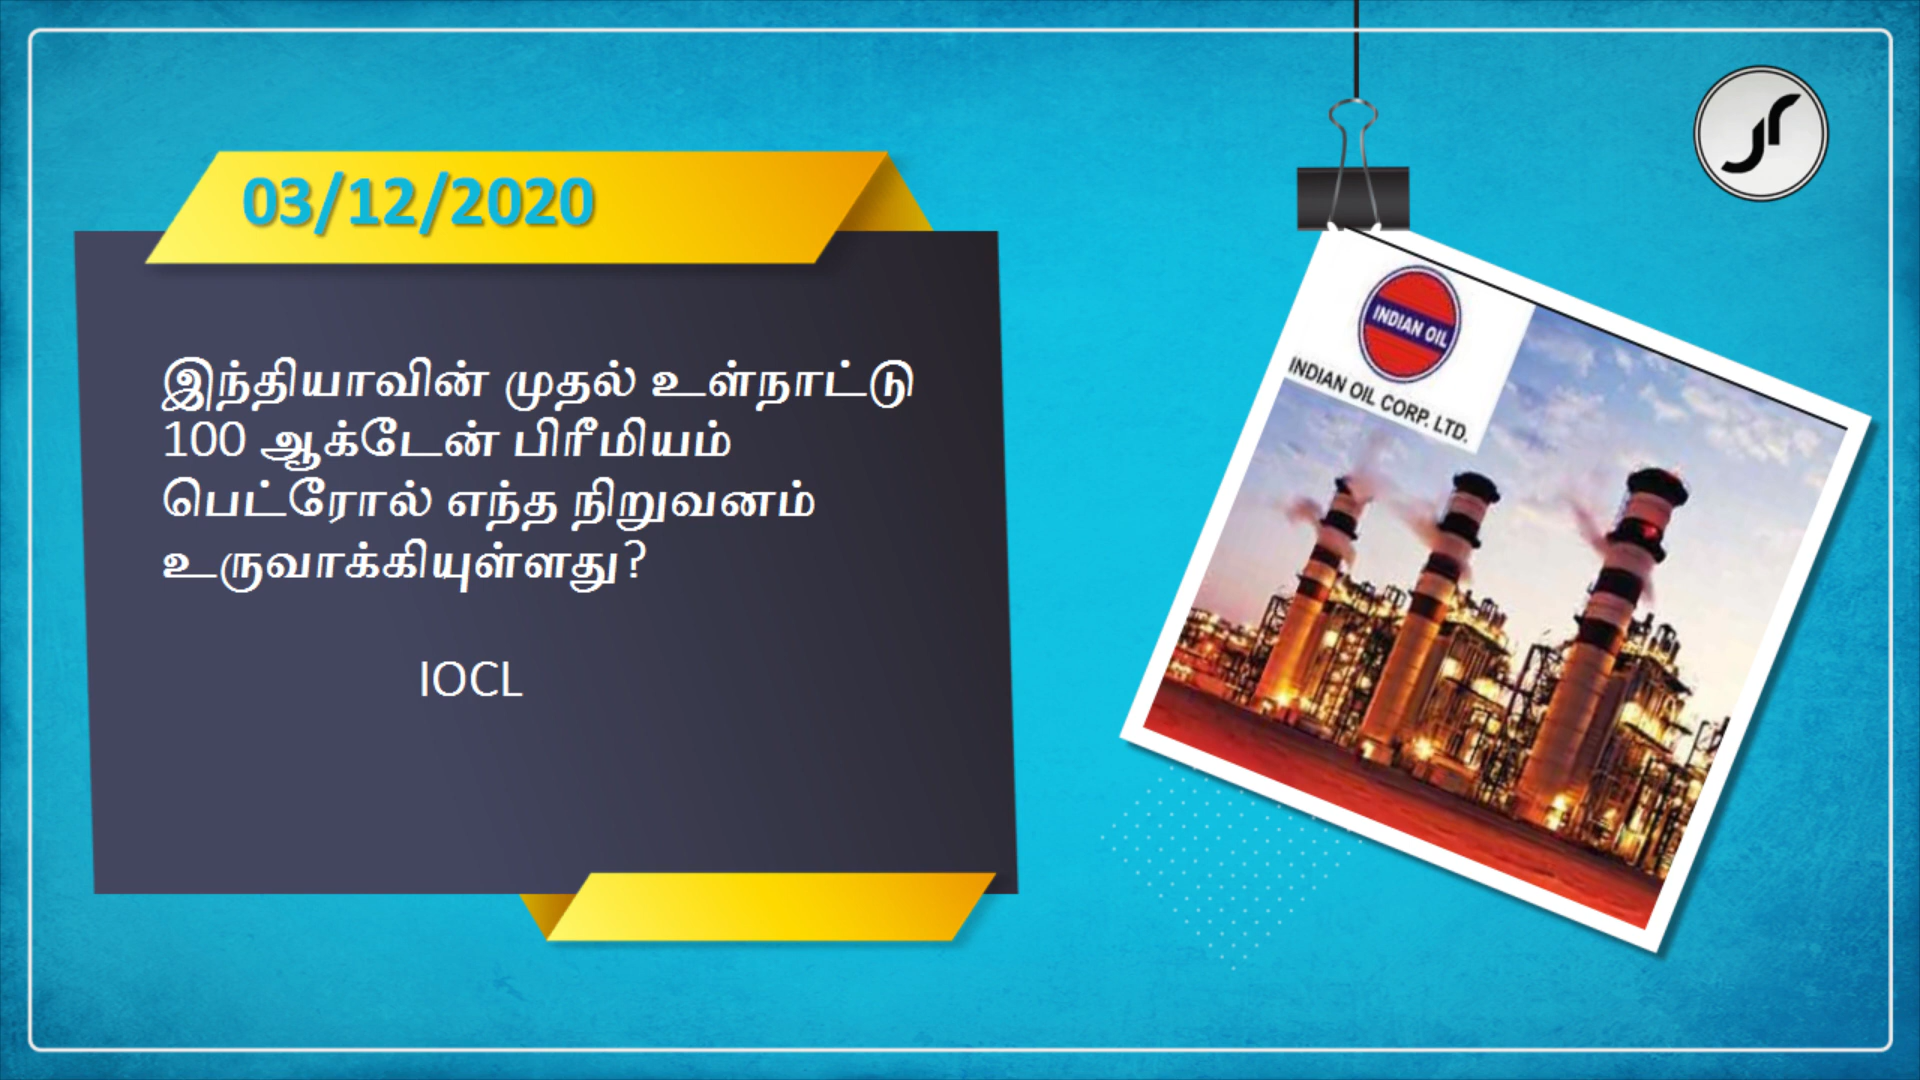 03/12/2020
இந்தியாவின் முதல் உள்நாட்டு
100 ஆக்டேன் பிரீமியம்
பெட்ரோல் எந்த நிறுவனம்
உருவாக்கியுள்ளது?
IOCL
INDIAN OIL
INDIAN OIL CORP. LTD.